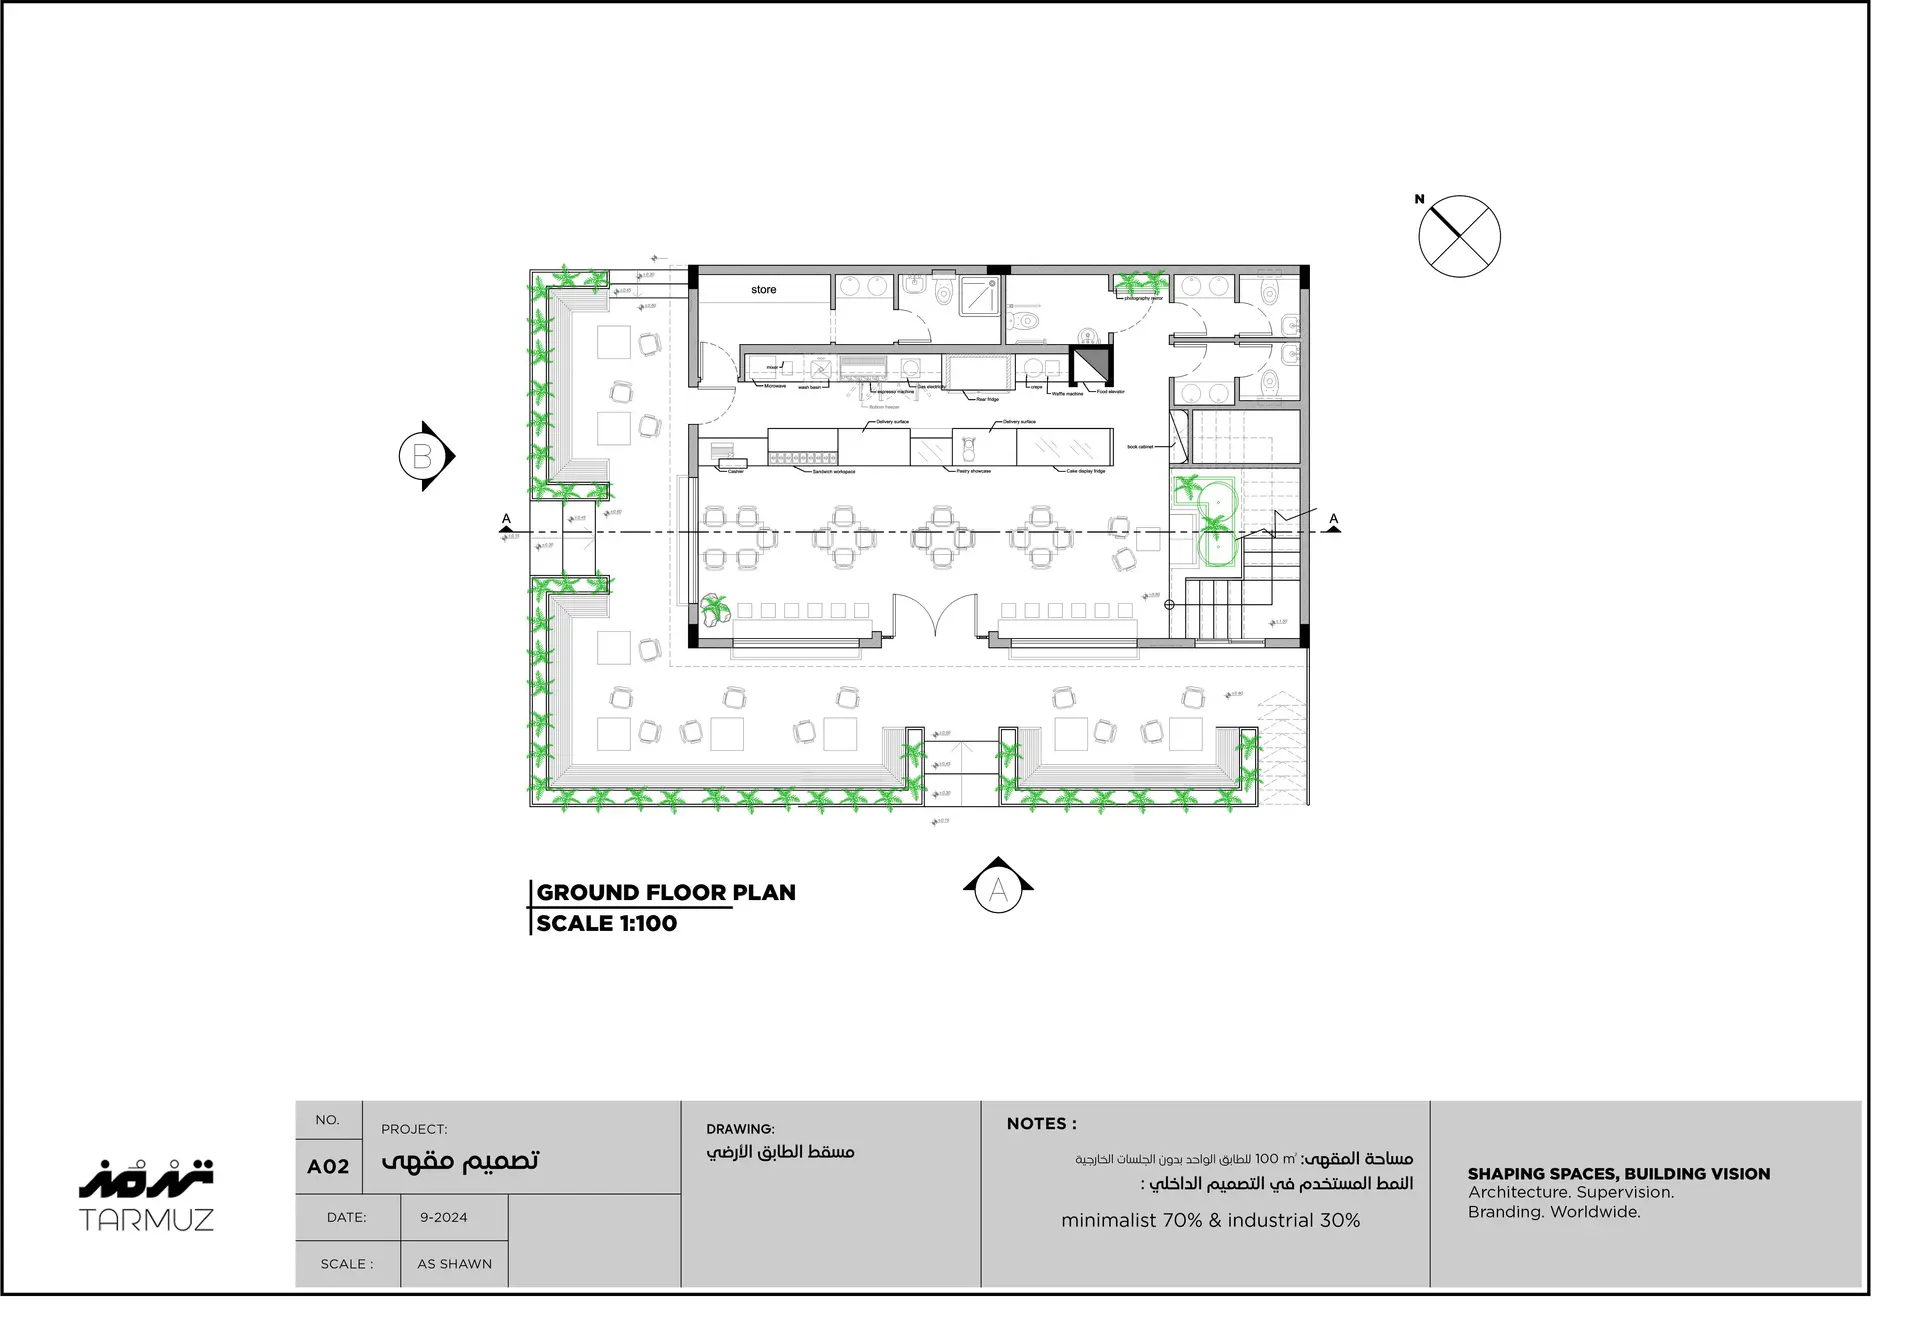 N
store
photography mirror
mixer
Microwave
wash basin
espresso machine
Gas electricity
Rear fridge
crepe
Waffle machine
Food elevator
Bottom freezer
Delivery surface
Delivery surface
book cabinet
Cashier
Sandwich workspace
Pastry showcase
Cake display fridge
B
A
A
A
GROUND FLOOR PLAN
SCALE 1:100
ترمز
TARMUZ
NO.
A02
PROJECT:
تصميم مقهى
DATE:
9-2024
SCALE :
AS SHAWN
DRAWING:
مسقط الطابق الأرضي
NOTES :
مساحة المقهى: 100 m² للطابق الواحد بدون الجلسات الخارجية
النمط المستخدم في التصميم الداخلي :
minimalist 70% & industrial 30%
SHAPING SPACES, BUILDING VISION
Architecture. Supervision.
Branding. Worldwide.